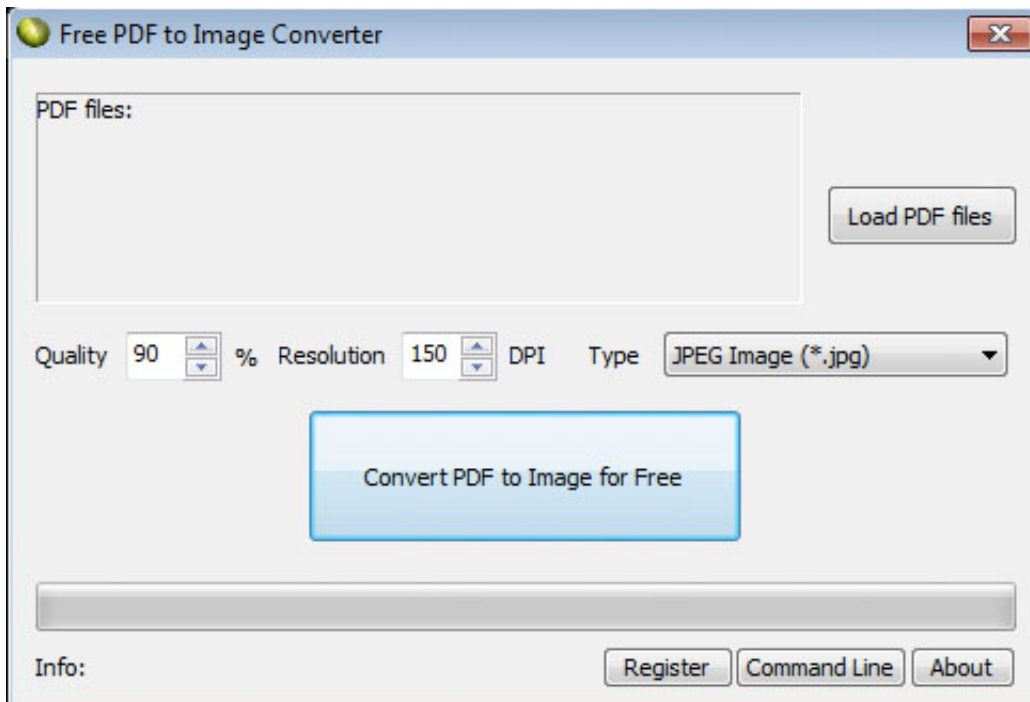 Free PDF to Image Converter
PDF files:
Load PDF files
Quality 90 % Resolution 150 DPI Type JPEG Image (*.jpg)
Convert PDF to Image for Free
Info: Register Command Line About